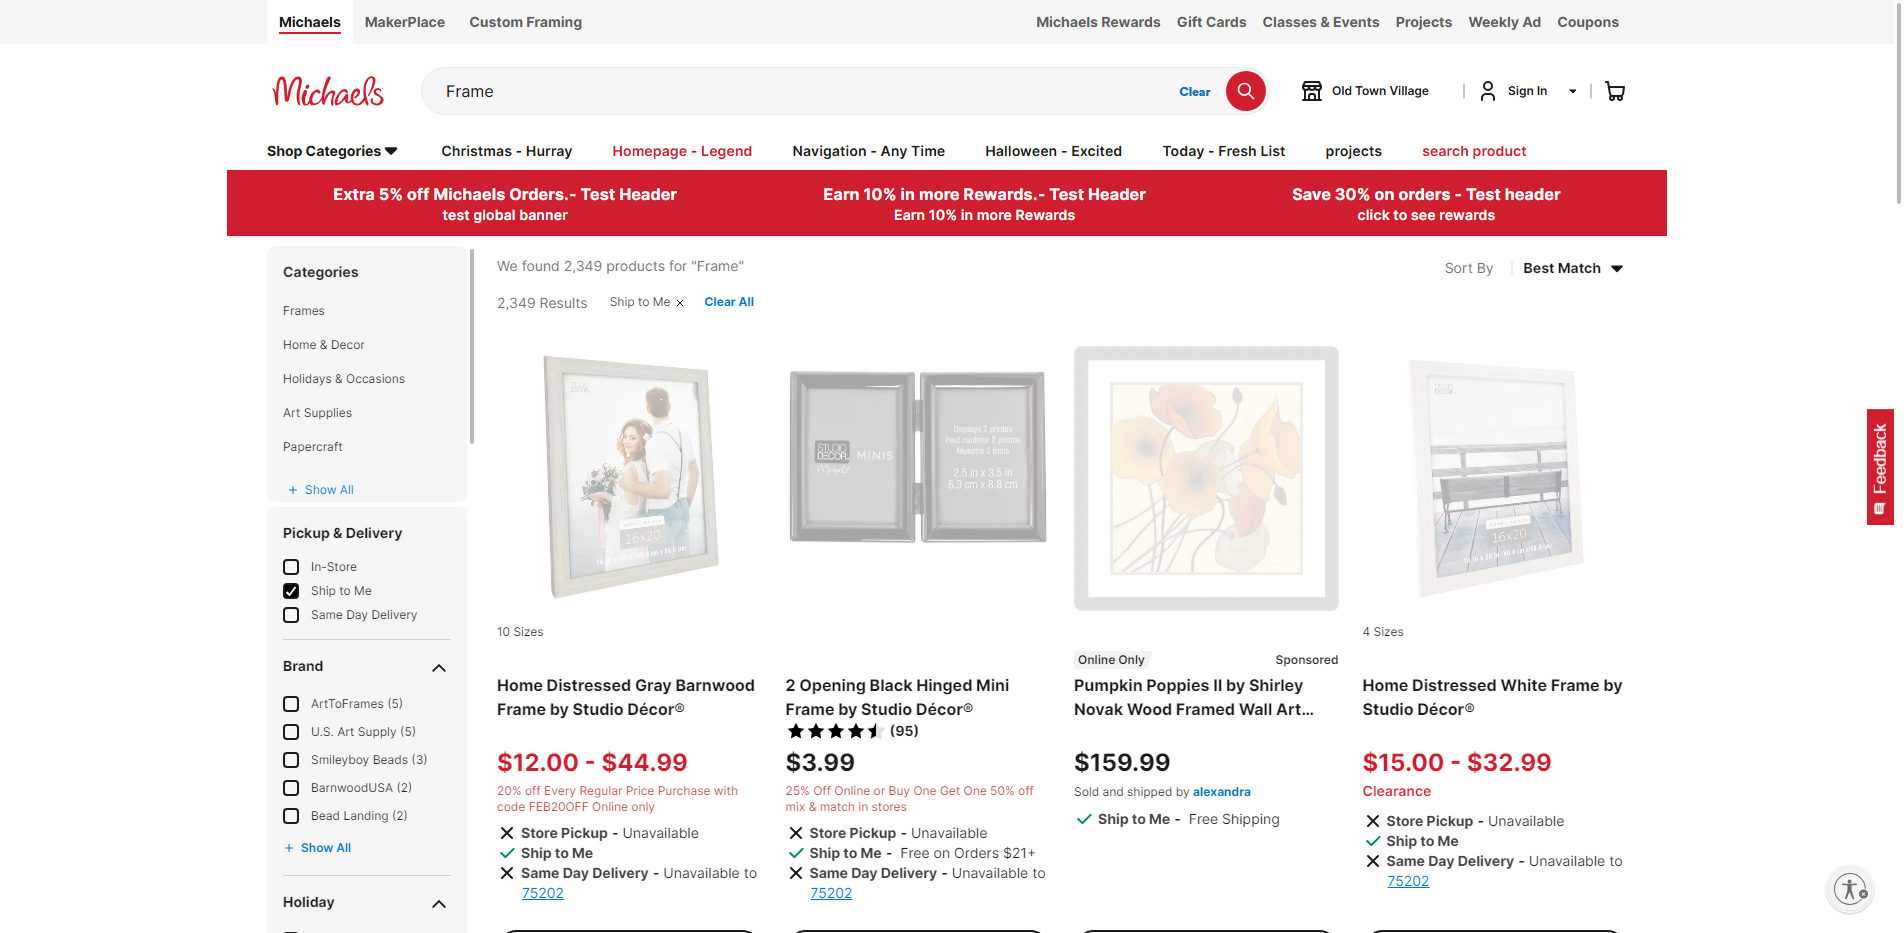 Michaels MakerPlace Custom Framing
Michaels Rewards Gift Cards Classes & Events Projects Weekly Ad Coupons
Michaels
Frame
Clear
Old Town Village
Sign In
Shop Categories
Christmas - Hurray
Homepage - Legend
Navigation - Any Time
Halloween - Excited
Today - Fresh List
projects
search product
Extra 5% off Michaels Orders.- Test Header
test global banner
Earn 10% in more Rewards.- Test Header
Earn 10% in more Rewards
Save 30% on orders - Test header
click to see rewards
Categories
Frames
Home & Decor
Holidays & Occasions
Art Supplies
Papercraft
+ Show All
Pickup & Delivery
In-Store
Ship to Me
Same Day Delivery
Brand
ArtToFrames (5)
U.S. Art Supply (5)
Smileyboy Beads (3)
BarnwoodUSA (2)
Bead Landing (2)
+ Show All
Holiday
We found 2,349 products for "Frame"
Sort By
Best Match
2,349 Results
Ship to Me
Clear All
STUDIO
DECOR
16x20
10 Sizes
Home Distressed Gray Barnwood
Frame by Studio Décor®
$12.00 - $44.99
20% off Every Regular Price Purchase with
code FEB20OFF Online only
Store Pickup - Unavailable
Ship to Me
Same Day Delivery - Unavailable to
75202
STUDIO
DECOR
MINIS
Michaels
Displays 2 photos
Peut contenir 2 photos
Muestra 2 fotos
2.5 in x 3.5 in
6.3 cm x 8.8 cm
2 Opening Black Hinged Mini
Frame by Studio Décor®
(95)
$3.99
25% Off Online or Buy One Get One 50% off
mix & match in stores
Store Pickup - Unavailable
Ship to Me - Free on Orders $21+
Same Day Delivery - Unavailable to
75202
Online Only
Sponsored
Pumpkin Poppies II by Shirley
Novak Wood Framed Wall Art...
$159.99
Sold and shipped by alexandra
Ship to Me - Free Shipping
STUDIO
DECOR
16x20
4 Sizes
Home Distressed White Frame by
Studio Décor®
$15.00 - $32.99
Clearance
Store Pickup - Unavailable
Ship to Me
Same Day Delivery - Unavailable to
75202
Feedback